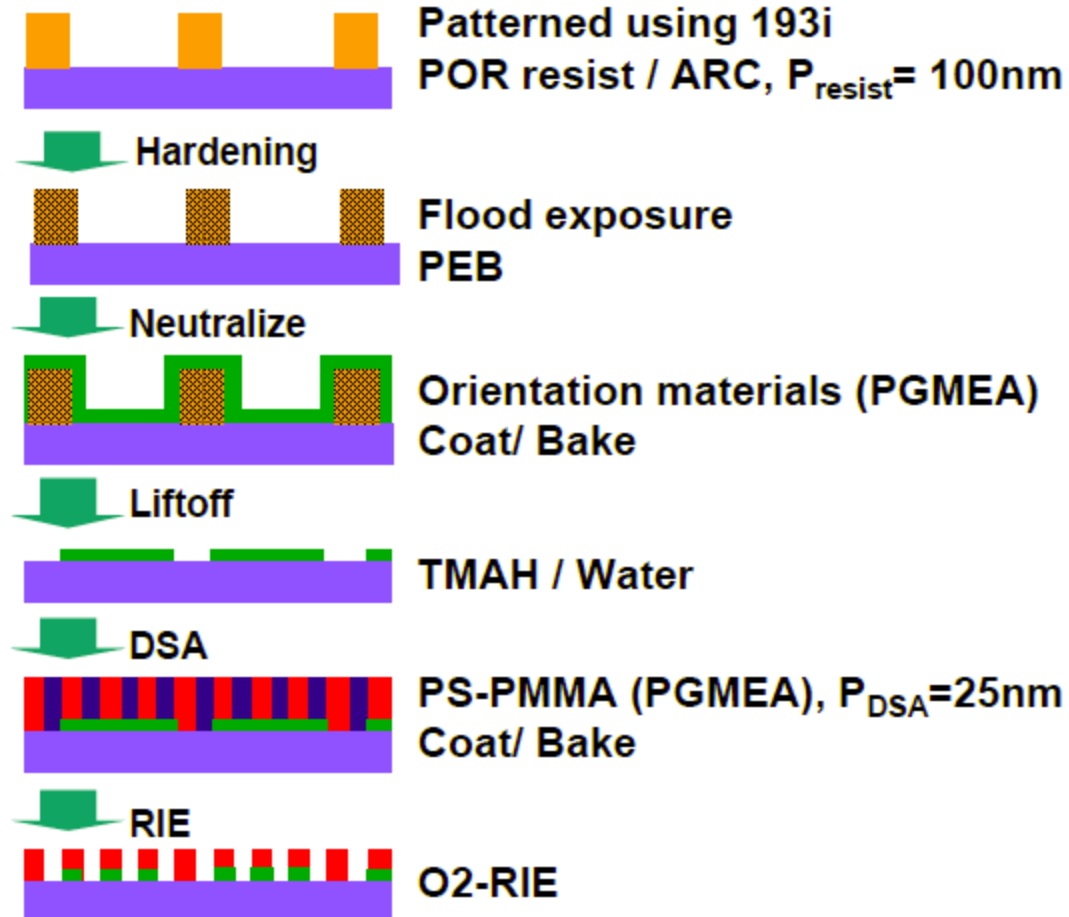 Patterned using 193i
POR resist / ARC, Presist= 100nm
Hardening
Flood exposure
PEB
Neutralize
Orientation materials (PGMEA)
Coat/ Bake
Liftoff
TMAH / Water
DSA
PS-PMMA (PGMEA), PDSA=25nm
Coat/ Bake
RIE
O2-RIE